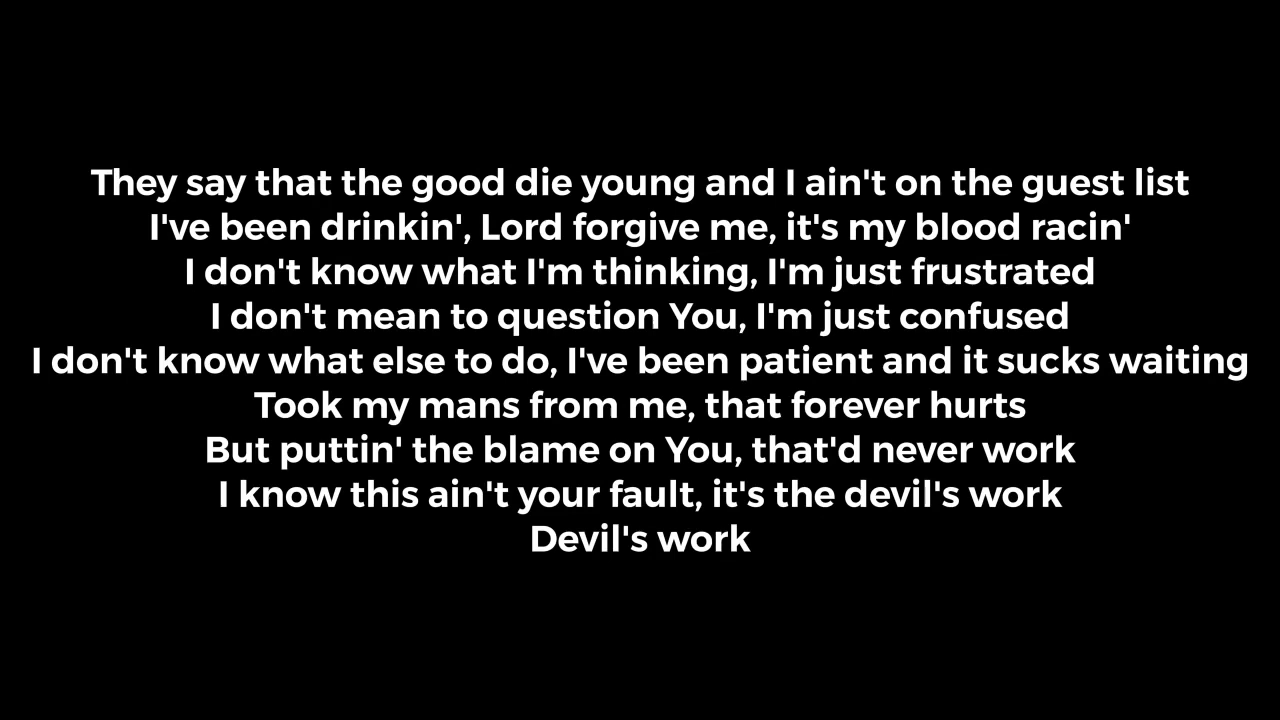 They say that the good die young and I ain't on the guest list
I've been drinkin', Lord forgive me, it's my blood racin'
I don't know what I'm thinking, I'm just frustrated
I don't mean to question You, I'm just confused
I don't know what else to do, I've been patient and it sucks waiting
Took my mans from me, that forever hurts
But puttin' the blame on You, that'd never work
I know this ain't your fault, it's the devil's work
Devil's work